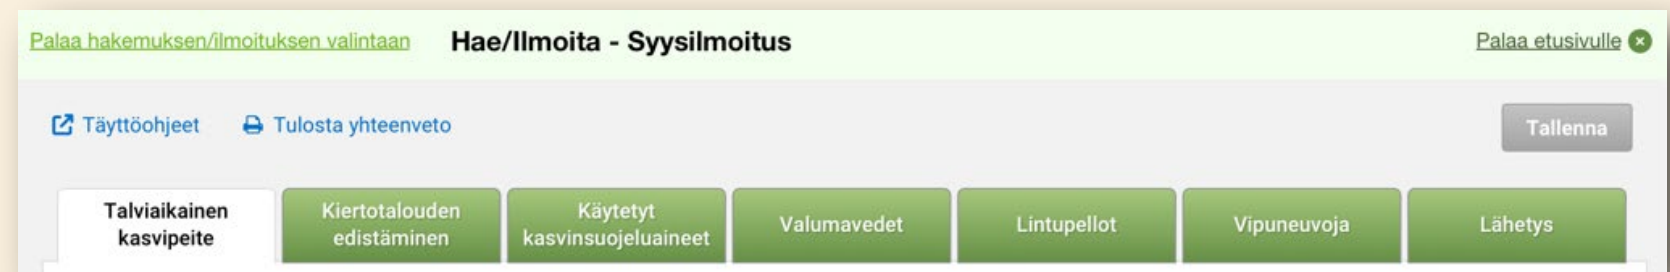 Palaa hakemuksen/ilmoituksen valintaan Hae/Ilmoita - Syysilmoitus Palaa etusivulle
Täyttöohjeet Tulosta yhteenveto Tallenna
Talviaikainen
kasvipeite
Kiertotalouden
edistäminen
Käytetyt
kasvinsuojeluaineet
Valumavedet
Lintupellot
Vipuneuvoja
Lähetys